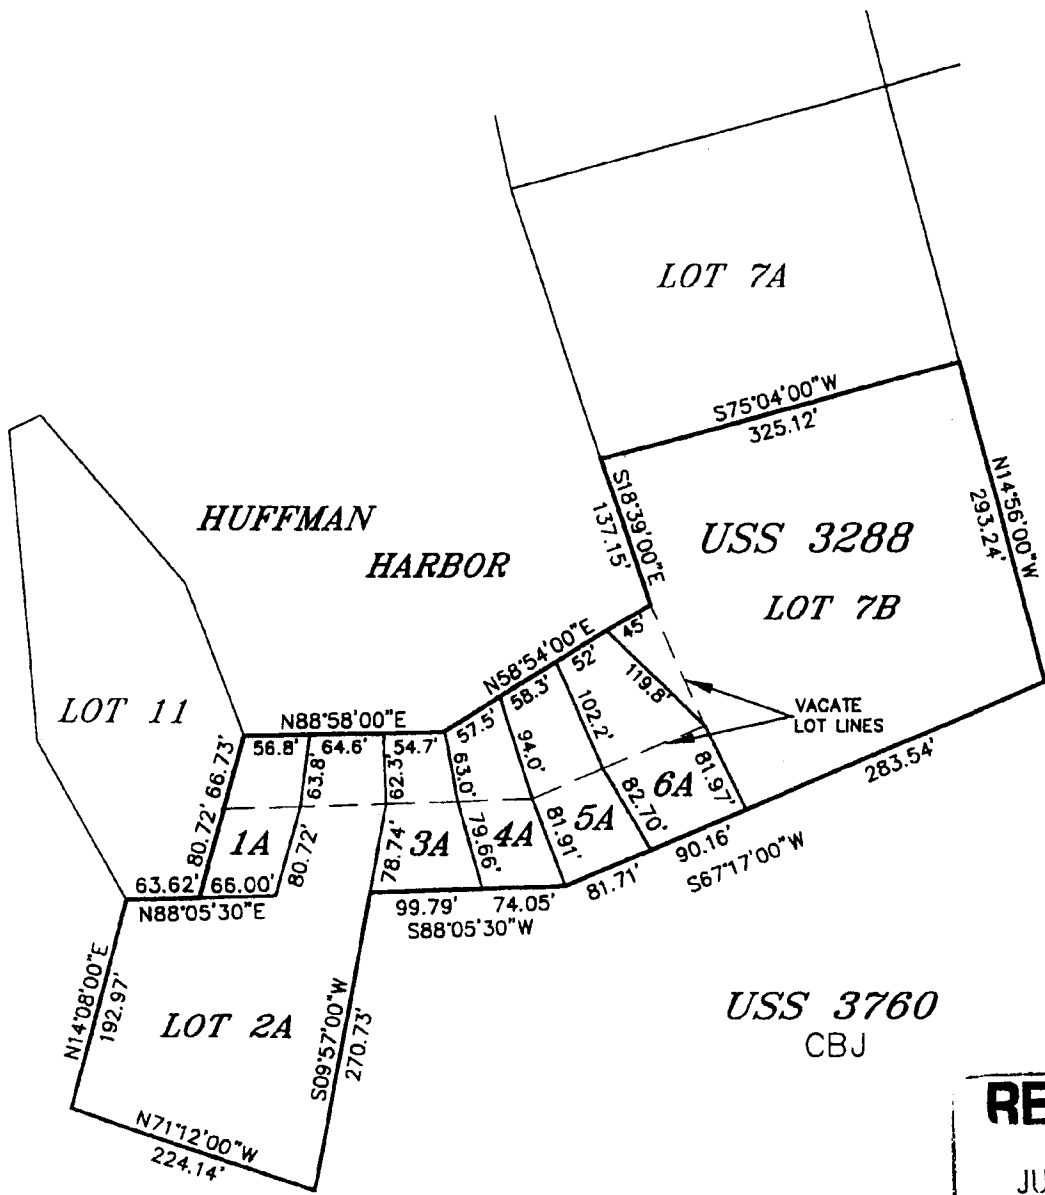 LOT 7A
S75°04'00"W
325.12'
S18°39'00"E
137.15'
N14°56'00"W
293.24'
USS 3288
LOT 7B
HUFFMAN
HARBOR
N58°54'00"E
45'
52'
58.3'
57.5'
119.8'
102.2'
94.0'
VACATE
LOT LINES
283.54'
LOT 11
N88°58'00"E
56.8'
64.6'
54.7'
66.73'
63.8'
62.3'
63.0'
80.72'
1A
80.72'
78.74'
3A
79.66'
4A
81.91'
5A
82.70'
6A
81.97'
63.62'
66.00'
N88°05'30"E
99.79'
74.05'
S88°05'30"W
81.71'
90.16'
S67°17'00"W
N14°08'00"E
192.97'
LOT 2A
S09°57'00"W
270.73'
N71°12'00"W
224.14'
USS 3760
CBJ
RE
JU